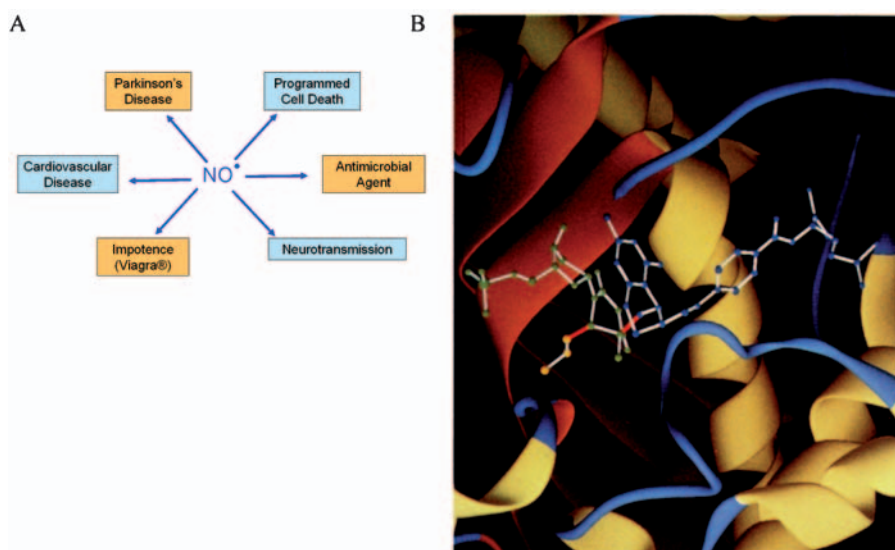 A
B
Parkinson's
Disease
Programmed
Cell Death
Cardiovascular
Disease
NO•
Antimicrobial
Agent
Impotence
(Viagra®)
Neurotransmission